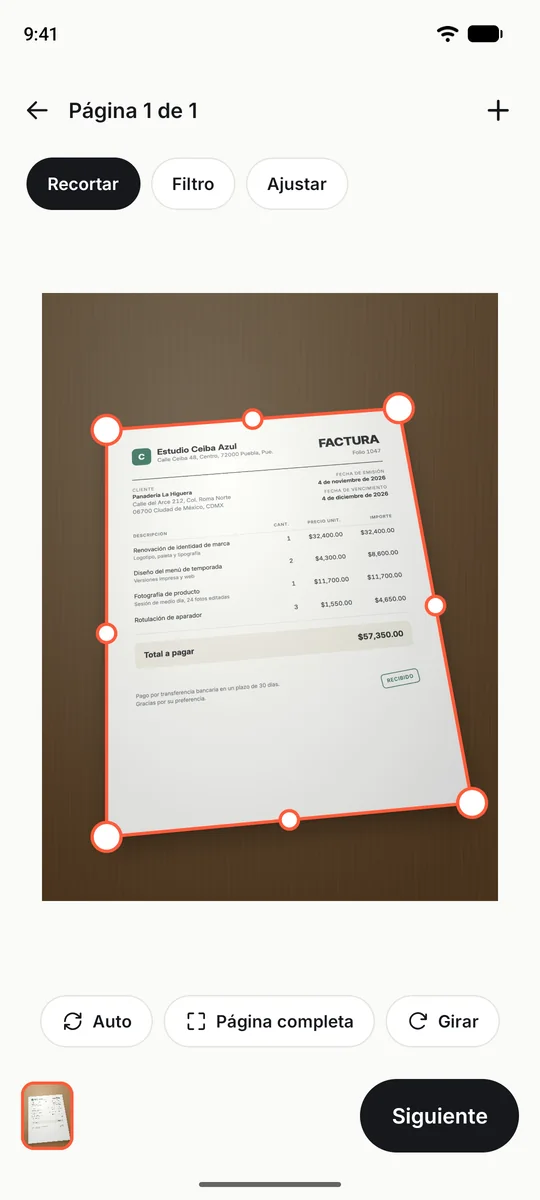 9:41
Página 1 de 1
Recortar
Filtro
Ajustar
C
Estudio Ceiba Azul
Calle Ceiba 48, Centro, 72000 Puebla, Pue.
FACTURA
Folio 1047
CLIENTE
Panadería La Higuera
Calle del Arce 212, Col. Roma Norte
06700 Ciudad de México, CDMX
FECHA DE EMISIÓN
4 de noviembre de 2026
FECHA DE VENCIMIENTO
4 de diciembre de 2026
DESCRIPCIÓN CANT. PRECIO UNIT. IMPORTE
Renovación de identidad de marca 1 $32,400.00 $32,400.00
Logotipo, paleta y tipografía
Diseño del menú de temporada 2 $4,300.00 $8,600.00
Versiones impresa y web
Fotografía de producto 1 $11,700.00 $11,700.00
Sesión de medio día, 24 fotos editadas
Rotulación de aparador 3 $1,550.00 $4,650.00
Total a pagar $57,350.00
Pago por transferencia bancaria en un plazo de 30 días.
Gracias por su preferencia.
RECIBIDO
Auto
Página completa
Girar
Siguiente